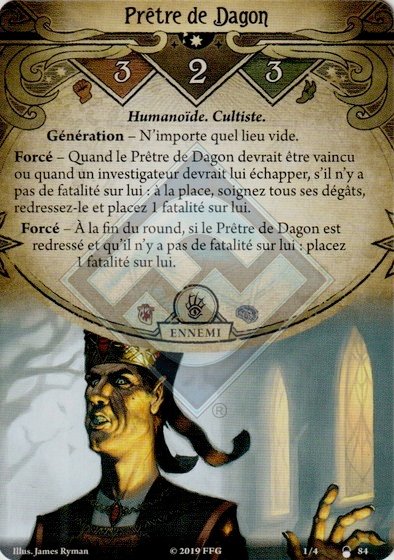 Prêtre de Dagon
3 2 3
Humanoïde. Cultiste.
Génération – N'importe quel lieu vide.
Forcé – Quand le Prêtre de Dagon devrait être vaincu
ou quand un investigateur devrait lui échapper, s'il n'y a
pas de fatalité sur lui : à la place, soignez tous ses dégâts,
redressez-le et placez 1 fatalité sur lui.
Forcé – À la fin du round, si le Prêtre de Dagon est
redressé et qu'il n'y a pas de fatalité sur lui : placez
1 fatalité sur lui.
ENNEMI
®
Illus. James Ryman © 2019 FFG 1/4 84